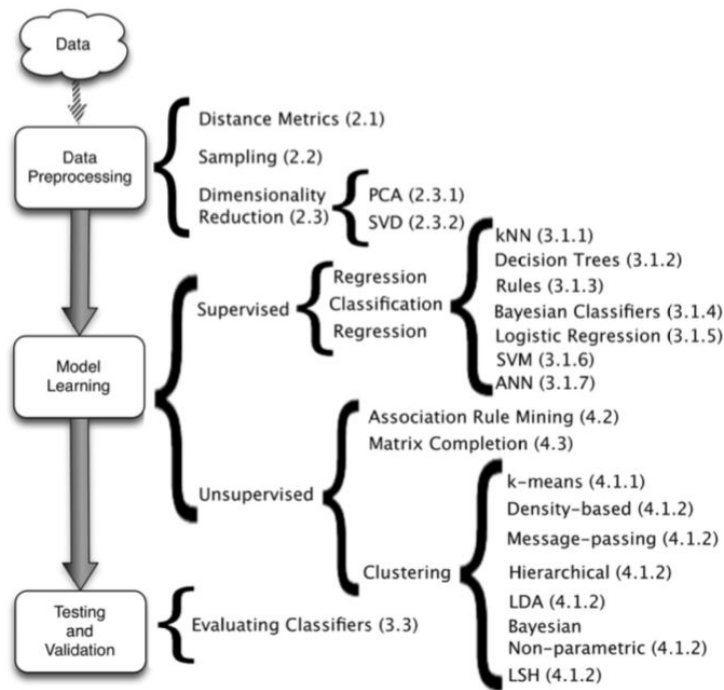 Data
Data
Preprocessing
Distance Metrics (2.1)
Sampling (2.2)
Dimensionality
Reduction (2.3)
PCA (2.3.1)
SVD (2.3.2)
Model
Learning
Supervised
Regression
Classification
Regression
kNN (3.1.1)
Decision Trees (3.1.2)
Rules (3.1.3)
Bayesian Classifiers (3.1.4)
Logistic Regression (3.1.5)
SVM (3.1.6)
ANN (3.1.7)
Unsupervised
Association Rule Mining (4.2)
Matrix Completion (4.3)
Clustering
k-means (4.1.1)
Density-based (4.1.2)
Message-passing (4.1.2)
Hierarchical (4.1.2)
LDA (4.1.2)
Bayesian
Non-parametric (4.1.2)
LSH (4.1.2)
Testing
and
Validation
Evaluating Classifiers (3.3)